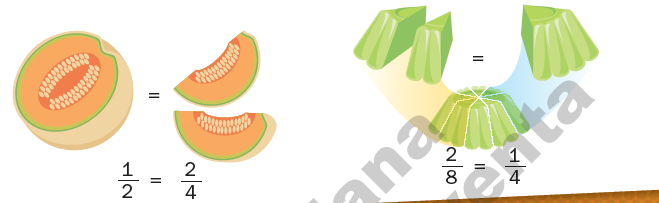 =
=
1/2 = 2/4
2/8 = 1/4